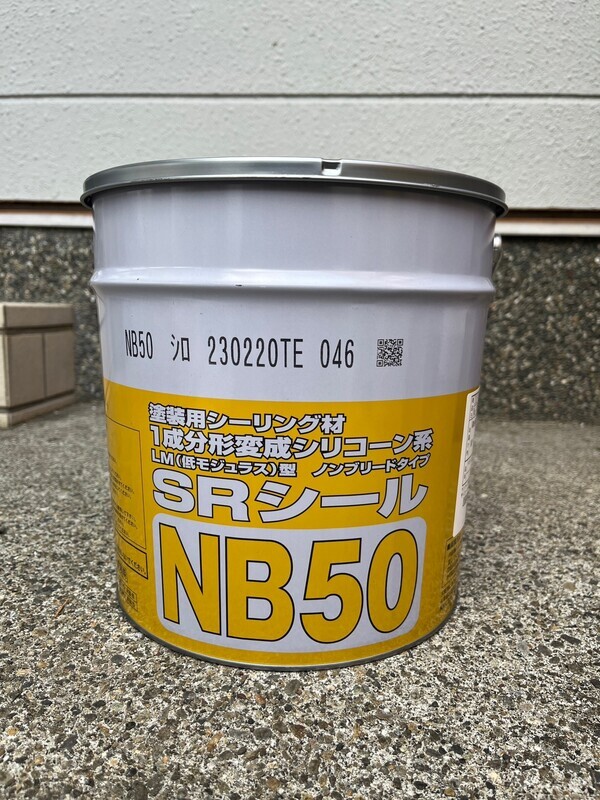 NB50 シロ 230220TE 046
塗装用シーリング材
1成分形変成シリコーン系
LM(低モジュラス)型 ノンブリードタイプ
SRシール
NB50